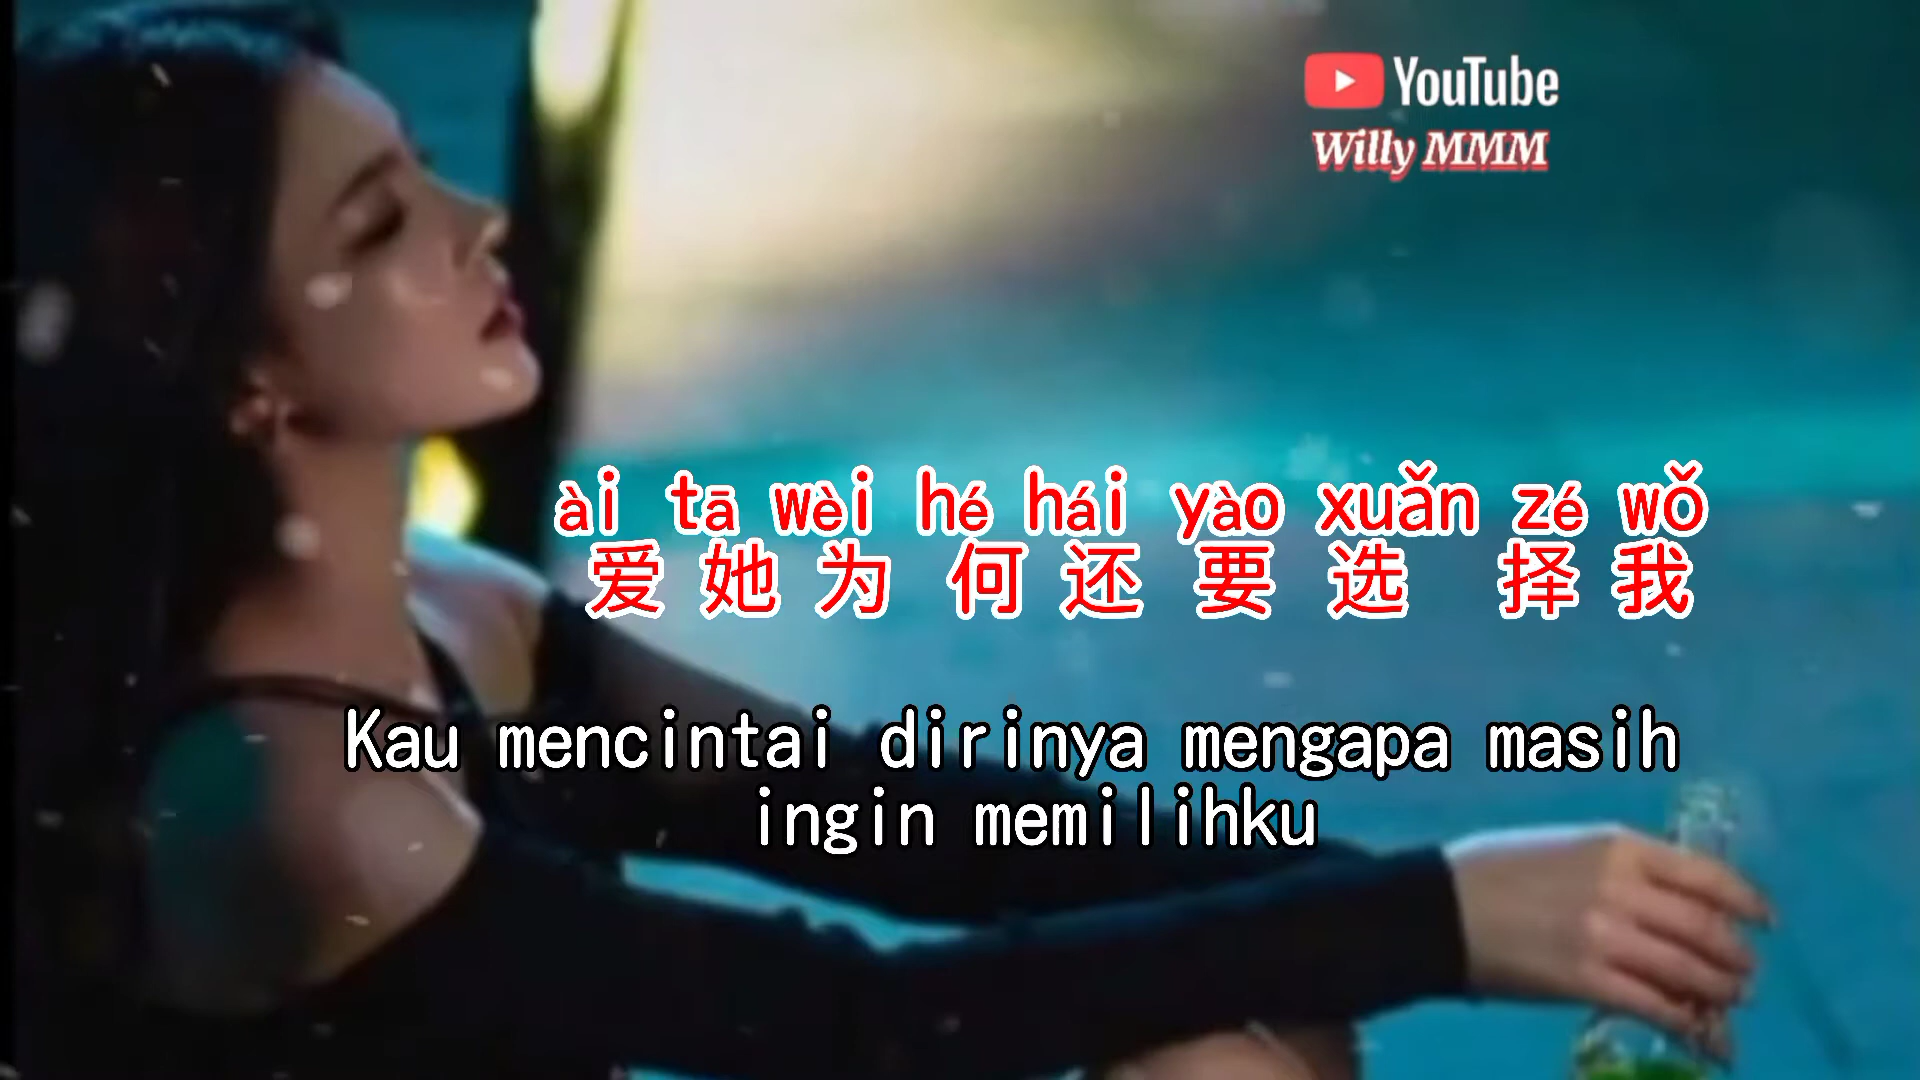 YouTube
Willy MMM
ài tā wèi hé hái yào xuǎn zé wǒ
爱 她 为 何 还 要 选 择 我
Kau mencintai dirinya mengapa masih
ingin memilihku